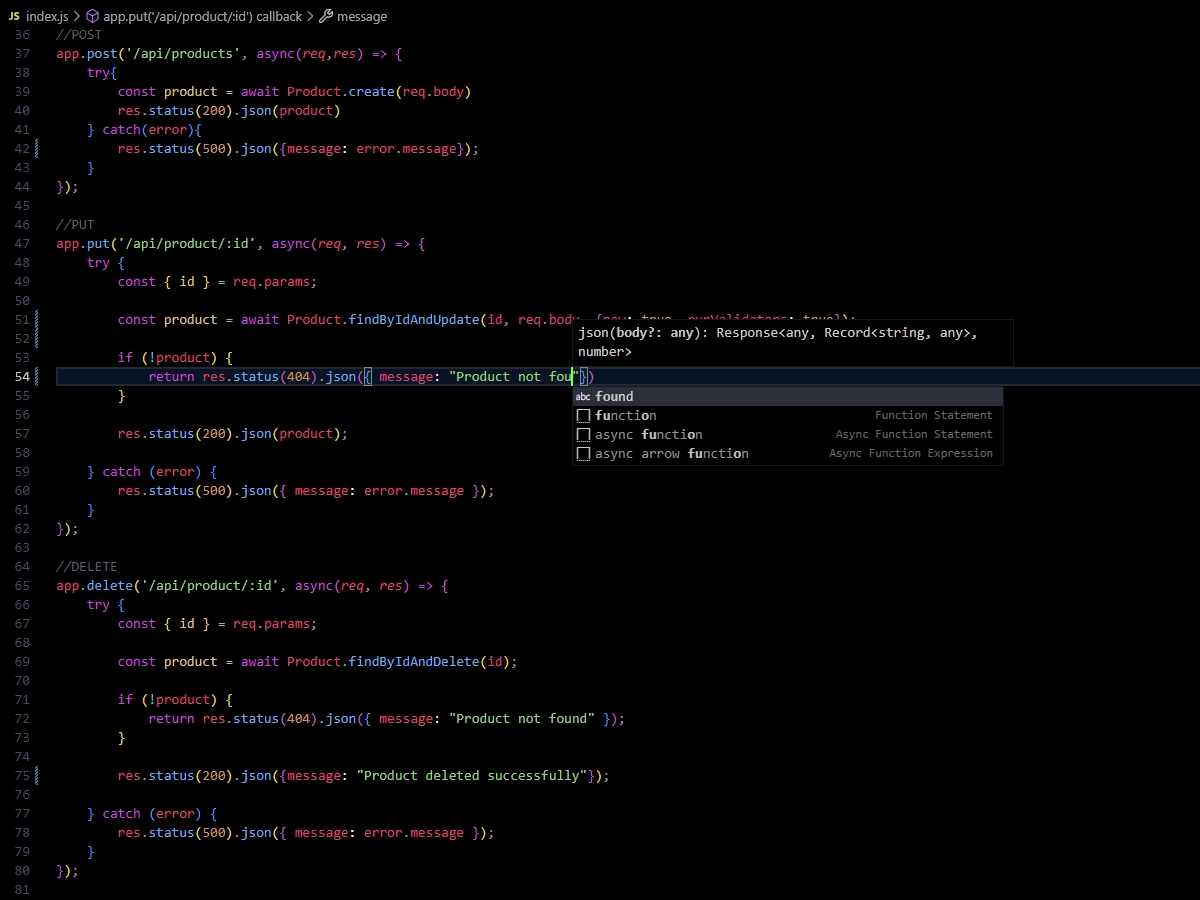 JS index.js > app.put('/api/product/:id') callback > message
36 //POST
37 app.post('/api/products', async(req,res) => {
38 try{
39 const product = await Product.create(req.body)
40 res.status(200).json(product)
41 } catch(error){
42 res.status(500).json({message: error.message});
43 }
44 });
45
46 //PUT
47 app.put('/api/product/:id', async(req, res) => {
48 try {
49 const { id } = req.params;
50
51 const product = await Product.findByIdAndUpdate(id, req.body, {new: true, runValidators: true});
json(body?: any): Response<any, Record<string, any>,
52
number>
53 if (!product) {
54 return res.status(404).json({ message: "Product not fou"})
55 }
abc found
56
function Function Statement
57 res.status(200).json(product);
async function Async Function Statement
58
async arrow function Async Function Expression
59 } catch (error) {
60 res.status(500).json({ message: error.message });
61 }
62 });
63
64 //DELETE
65 app.delete('/api/product/:id', async(req, res) => {
66 try {
67 const { id } = req.params;
68
69 const product = await Product.findByIdAndDelete(id);
70
71 if (!product) {
72 return res.status(404).json({ message: "Product not found" });
73 }
74
75 res.status(200).json({message: "Product deleted successfully"});
76
77 } catch (error) {
78 res.status(500).json({ message: error.message });
79 }
80 });
81